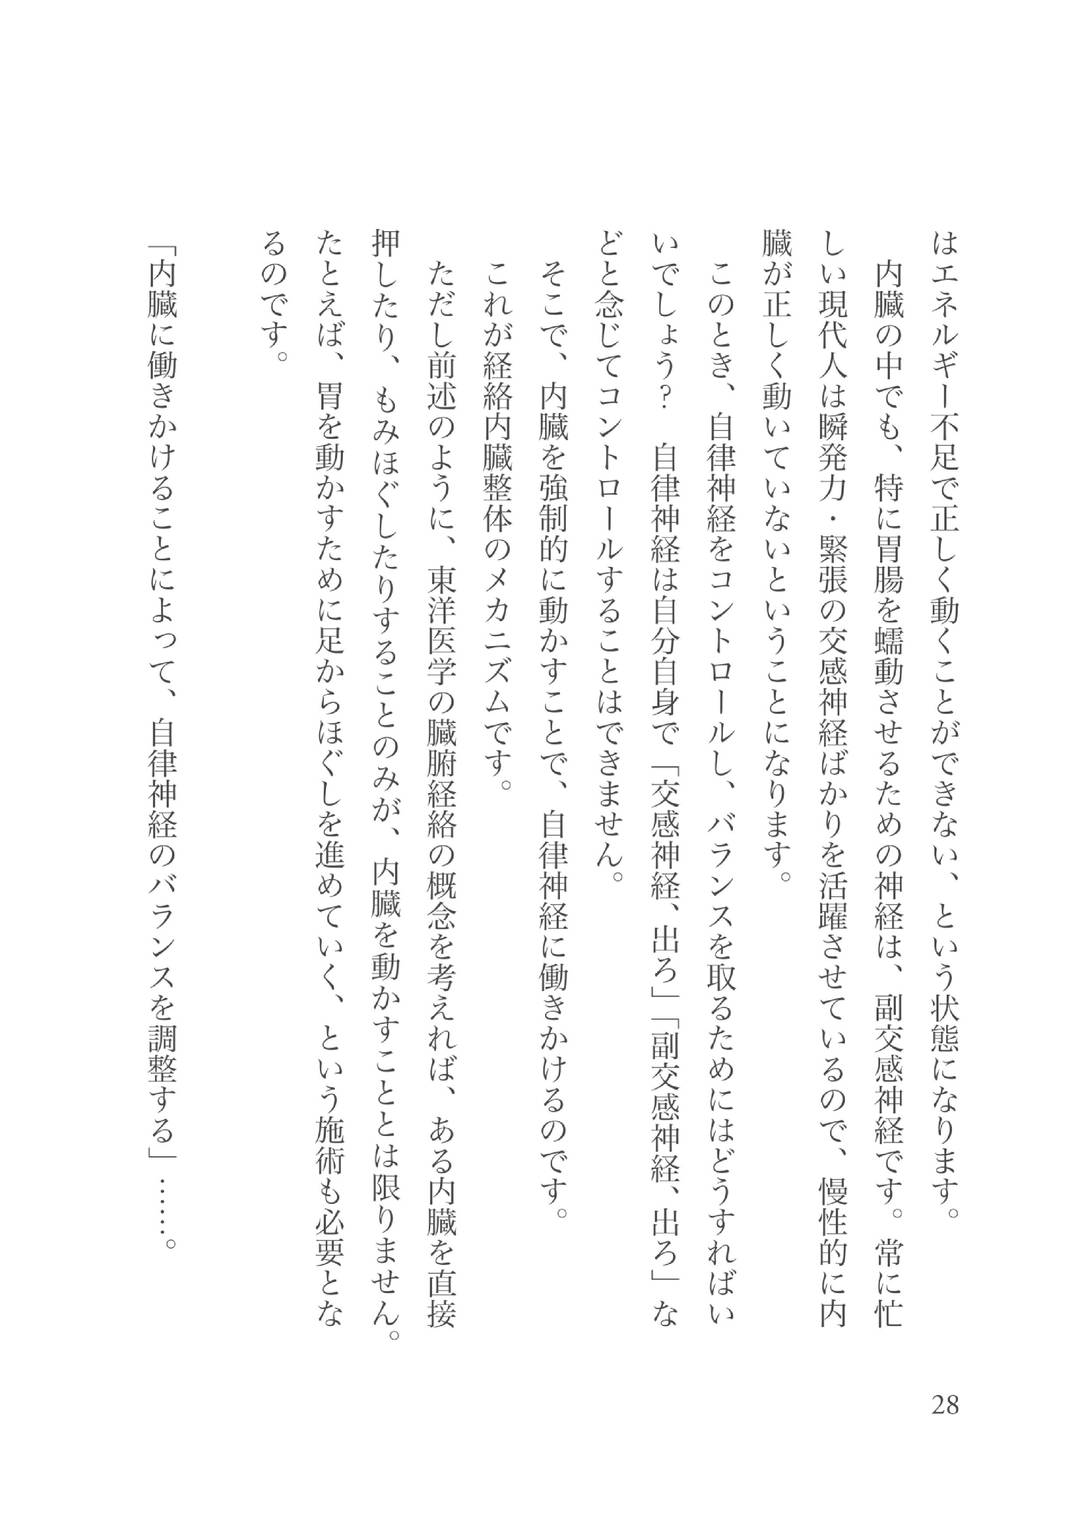 はエネルギー不足で正しく動くことができない、という状態になります。
内臓の中でも、特に胃腸を蠕動させるための神経は、副交感神経です。常に忙
しい現代人は瞬発力・緊張の交感神経ばかりを活躍させているので、慢性的に内
臓が正しく動いていないということになります。
このとき、自律神経をコントロールし、バランスを取るためにはどうすればい
いでしょう？　自律神経は自分自身で「交感神経、出ろ」「副交感神経、出ろ」な
どと念じてコントロールすることはできません。
そこで、内臓を強制的に動かすことで、自律神経に働きかけるのです。
これが経絡内臓整体のメカニズムです。
ただし前述のように、東洋医学の臓腑経絡の概念を考えれば、ある内臓を直接
押したり、もみほぐしたりすることのみが、内臓を動かすこととは限りません。
たとえば、胃を動かすために足からほぐしを進めていく、という施術も必要とな
るのです。
「内臓に働きかけることによって、自律神経のバランスを調整する」……。
28